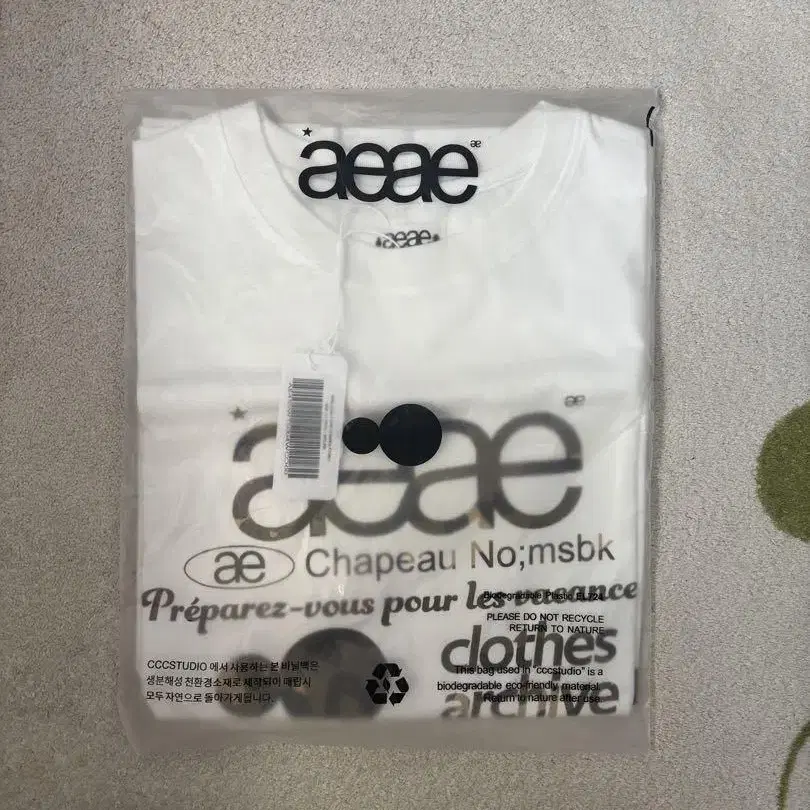 aeae
æ
aeae
æ
aeae
ae Chapeau No;msbk
Préparez-vous pour les vacance
Biodegradable Plastic EL724
PLEASE DO NOT RECYCLE
RETURN TO NATURE
clothes
archive
CCCSTUDIO 에서 사용하는 본 비닐백은
생분해성 친환경소재로 제작되어 매립시
모두 자연으로 돌아가게됩니다.
This bag used in "cccstudio" is a
biodegradable eco-friendly material.
Return to nature after use.